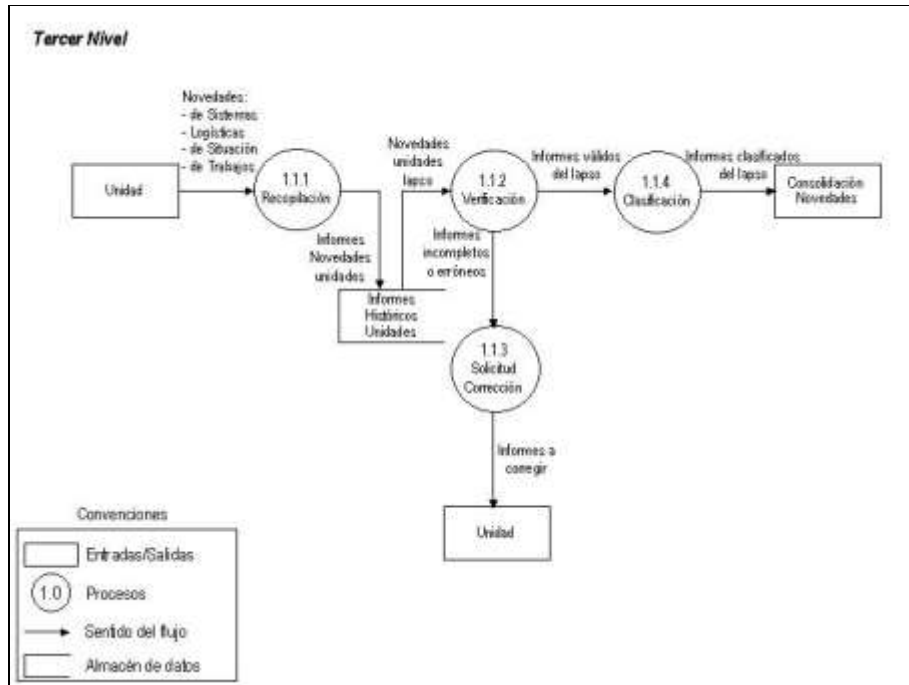 Tercer Nivel
Novedades:
- de Sistemas
- Logísticas
- de Situación
- de Trabajos
Unidad
1.1.1
Recopilación
Informes
Novedades
unidades
Informes
Históricos
Unidades
Novedades
unidades
lapso
1.1.2
Verificación
Informes válidos
del lapso
1.1.4
Clasificación
Informes clasificados
del lapso
Consolidación
Novedades
Informes
incompletos
o erróneos
1.1.3
Solicitud
Corrección
Informes a
corregir
Unidad
Convenciones
Entradas/Salidas
1.0
Procesos
Sentido del flujo
Almacén de datos